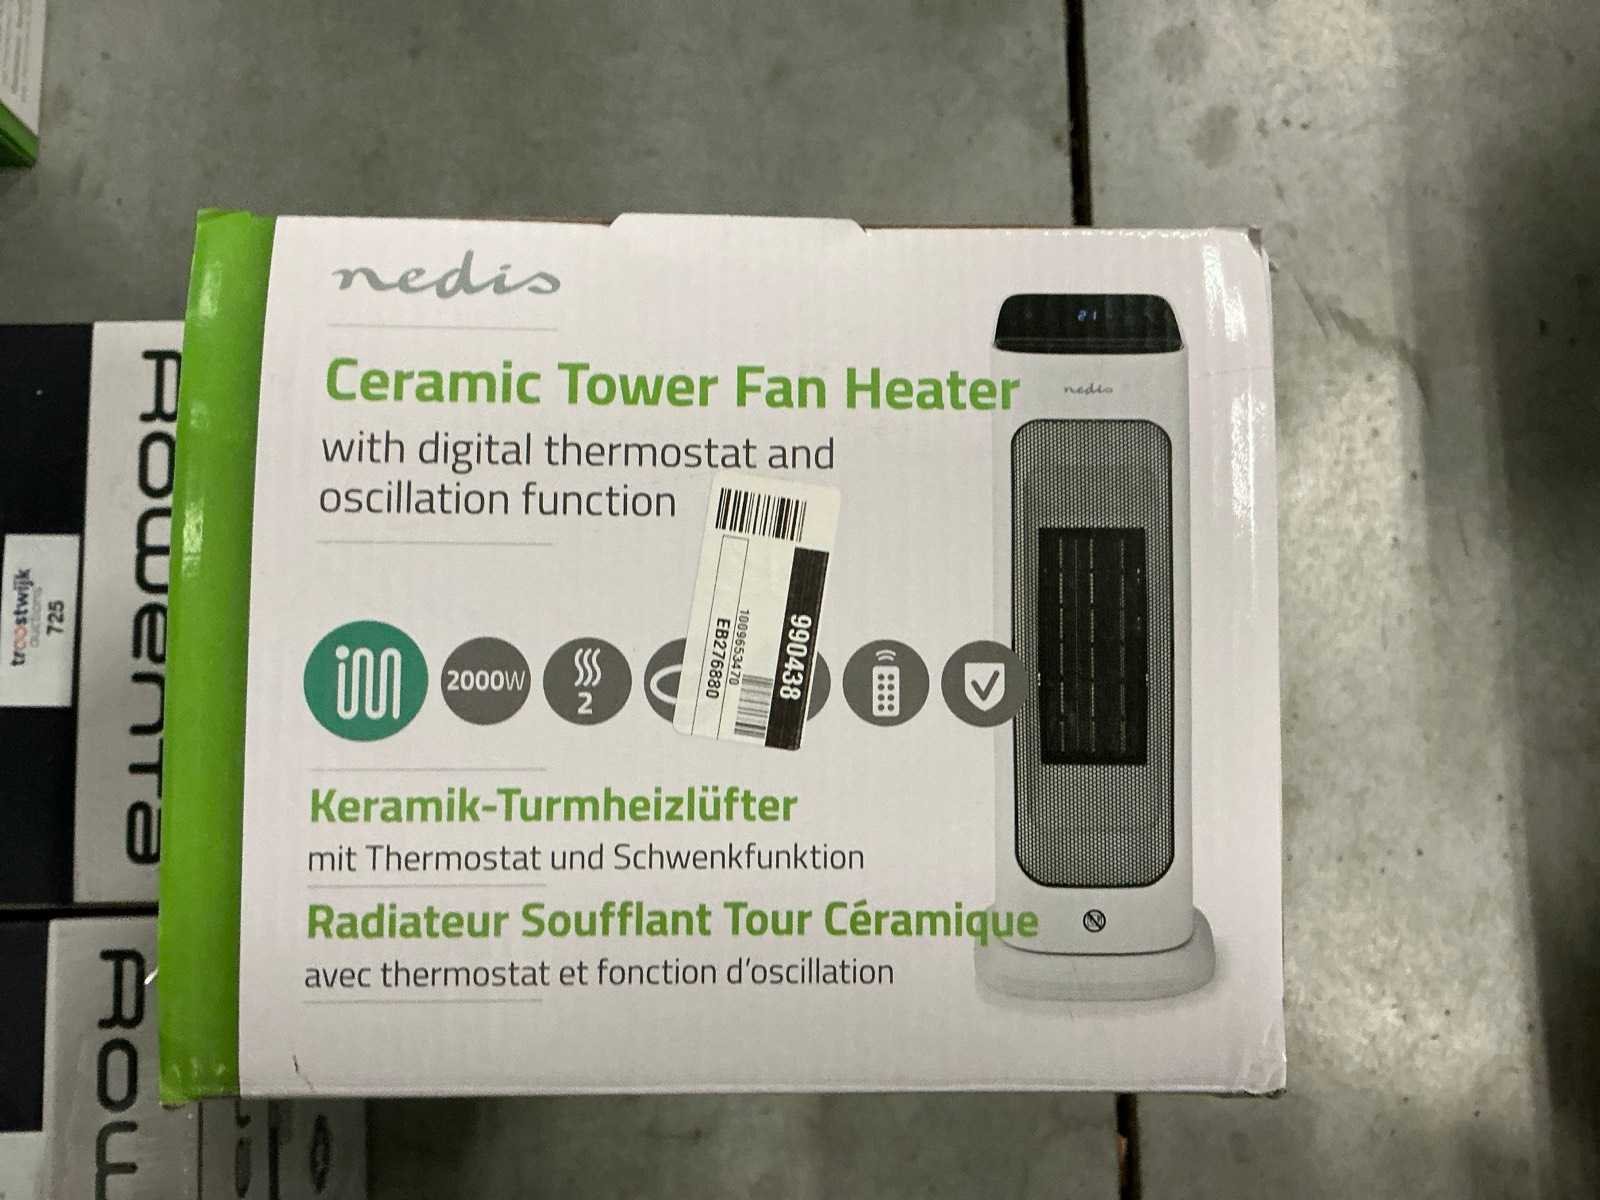 nedis
Ceramic Tower Fan Heater
with digital thermostat and
oscillation function
21
nedis
2000W
2
990438
1009653470
EB276880
Keramik-Turmheizlüfter
mit Thermostat und Schwenkfunktion
Radiateur Soufflant Tour Céramique
avec thermostat et fonction d'oscillation
Rowenta
troostwijk
auctions
725
Row